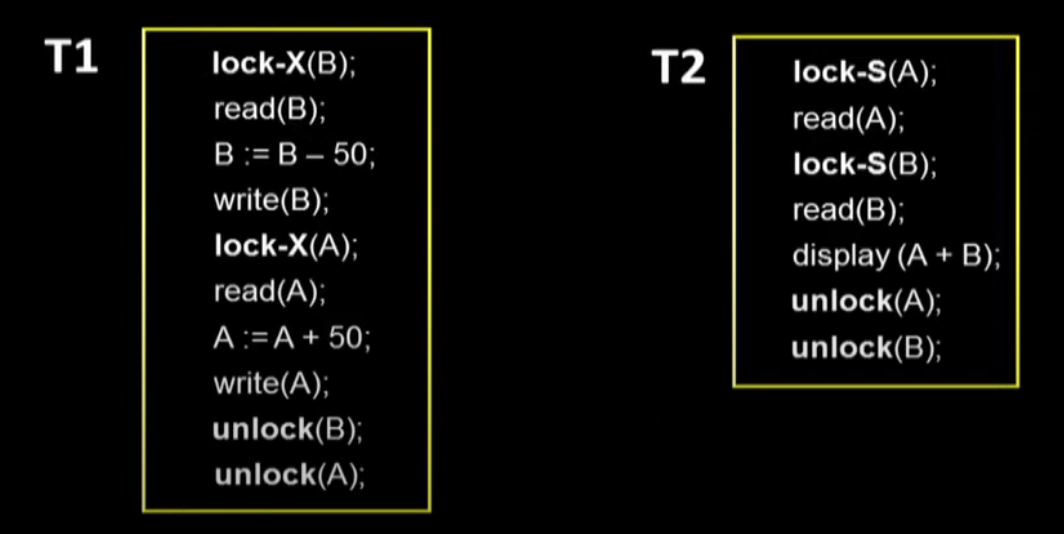 T1
lock-X(B);
read(B);
B := B – 50;
write(B);
lock-X(A);
read(A);
A := A + 50;
write(A);
unlock(B);
unlock(A);
T2
lock-S(A);
read(A);
lock-S(B);
read(B);
display (A + B);
unlock(A);
unlock(B);